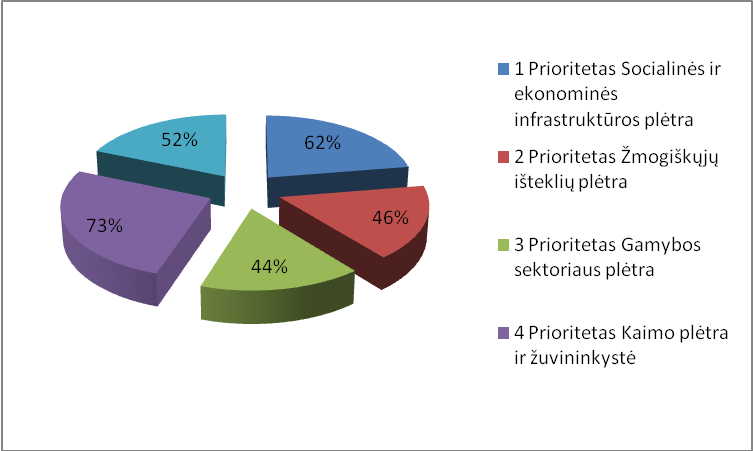 52%
62%
46%
44%
73%
1 Prioritetas Socialinės ir
ekonominės
infrastruktūros plėtra
2 Prioritetas Žmogiškųjų
išteklių plėtra
3 Prioritetas Gamybos
sektoriaus plėtra
4 Prioritetas Kaimo plėtra
ir žuvininkystė